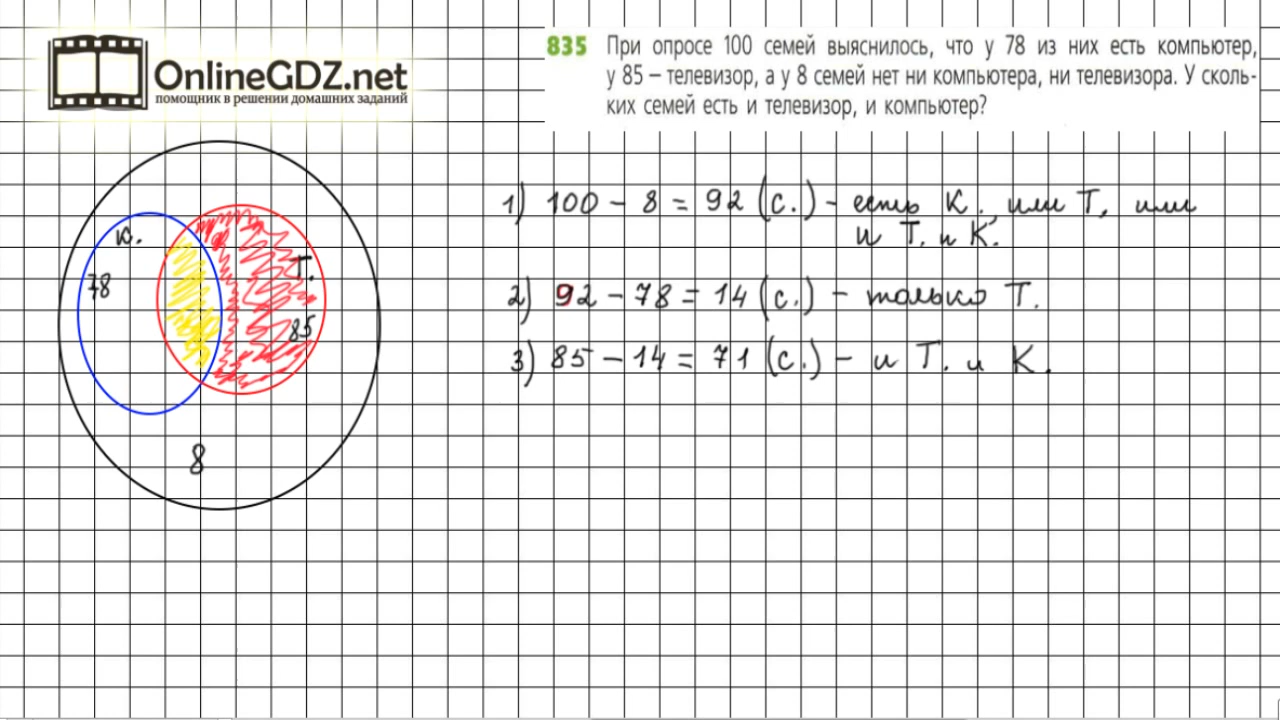 OnlineGDZ.net
помощник в решении домашних заданий
835 При опросе 100 семей выяснилось, что у 78 из них есть компьютер,
у 85 – телевизор, а у 8 семей нет ни компьютера, ни телевизора. У сколь-
ких семей есть и телевизор, и компьютер?
1) 100 - 8 = 92 (с.) - есть К., или Т., или
и Т. и К.
2) 92 - 78 = 14 (с.) - только Т.
3) 85 - 14 = 71 (с.) - и Т. и К.
к.
78
Т.
85
8